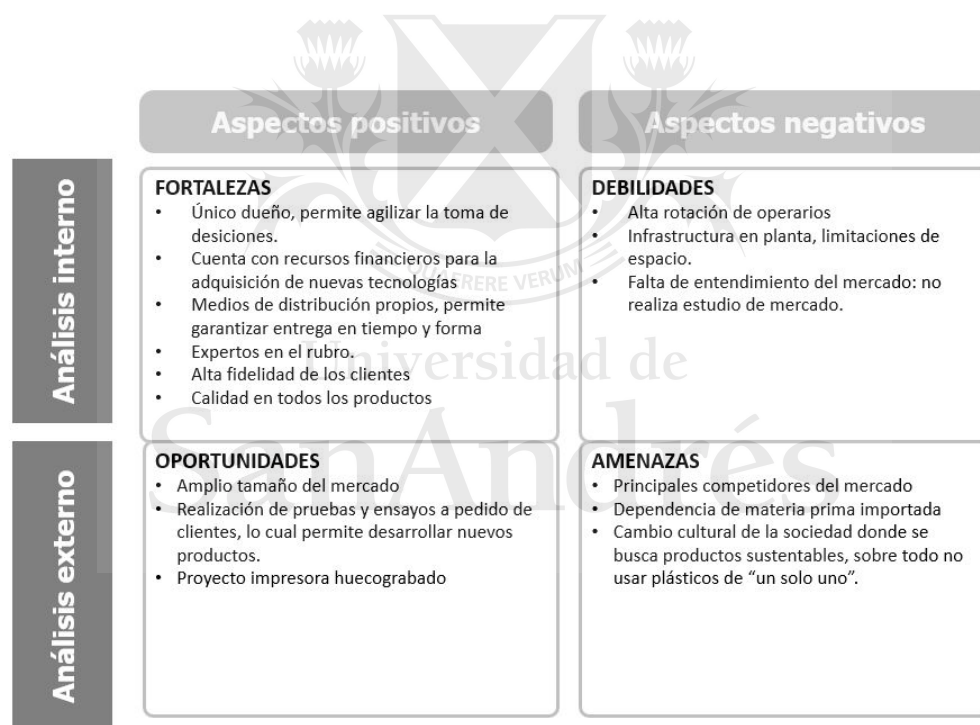 Aspectos positivos
Aspectos negativos
Análisis interno
FORTALEZAS
• Único dueño, permite agilizar la toma de
desiciones.
• Cuenta con recursos financieros para la
adquisición de nuevas tecnologías
• Medios de distribución propios, permite
garantizar entrega en tiempo y forma
• Expertos en el rubro.
• Alta fidelidad de los clientes
• Calidad en todos los productos
DEBILIDADES
• Alta rotación de operarios
• Infrastructura en planta, limitaciones de
espacio.
• Falta de entendimiento del mercado: no
realiza estudio de mercado.
Análisis externo
OPORTUNIDADES
• Amplio tamaño del mercado
• Realización de pruebas y ensayos a pedido de
clientes, lo cual permite desarrollar nuevos
productos.
• Proyecto impresora huecograbado
AMENAZAS
• Principales competidores del mercado
• Dependencia de materia prima importada
• Cambio cultural de la sociedad donde se
busca productos sustentables, sobre todo no
usar plásticos de “un solo uno”.
QUAERERE VERUM
Universidad de
SanAndrés